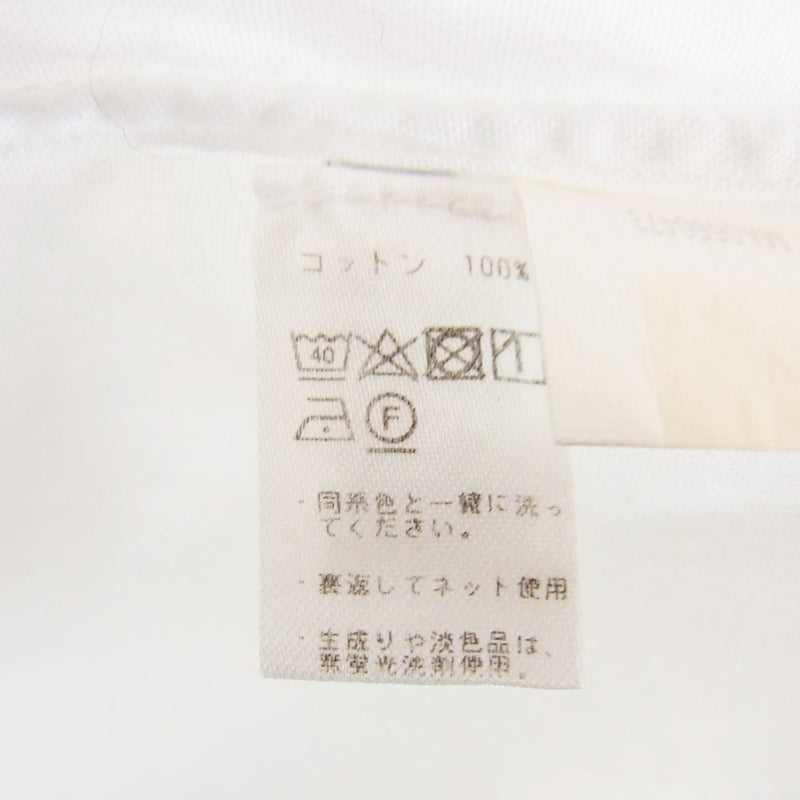 コットン 100%
40
F
・同系色と一緒に洗っ
てください。
・裏返してネット使用
・生成りや淡色品は、
無蛍光洗剤使用。